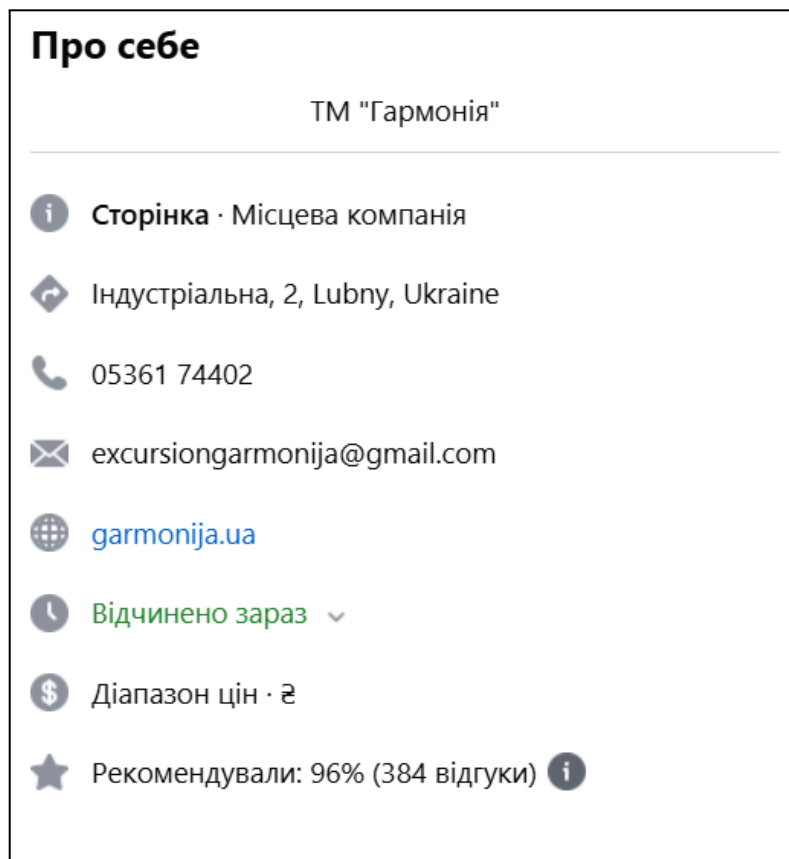 Про себе
ТМ "Гармонія"
Сторінка · Місцева компанія
Індустріальна, 2, Lubny, Ukraine
05361 74402
excursiongarmonija@gmail.com
garmonija.ua
Відчинено зараз
Діапазон цін · ₴
Рекомендували: 96% (384 відгуки)